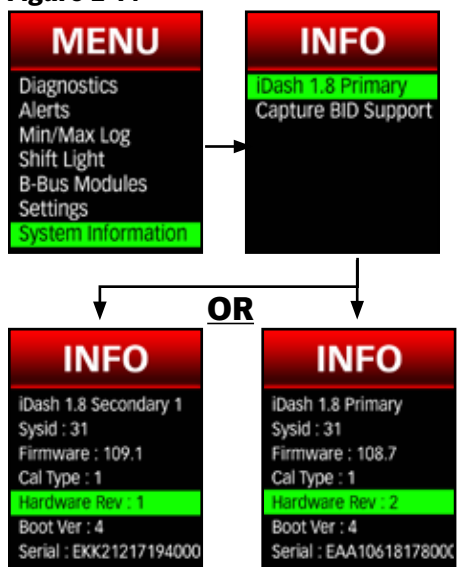 MENU
Diagnostics
Alerts
Min/Max Log
Shift Light
B-Bus Modules
Settings
System Information
INFO
iDash 1.8 Primary
Capture BID Support
OR
INFO
iDash 1.8 Secondary 1
Sysid : 31
Firmware : 109.1
Cal Type : 1
Hardware Rev : 1
Boot Ver : 4
Serial : EKK21217194000
INFO
iDash 1.8 Primary
Sysid : 31
Firmware : 108.7
Cal Type : 1
Hardware Rev : 2
Boot Ver : 4
Serial :